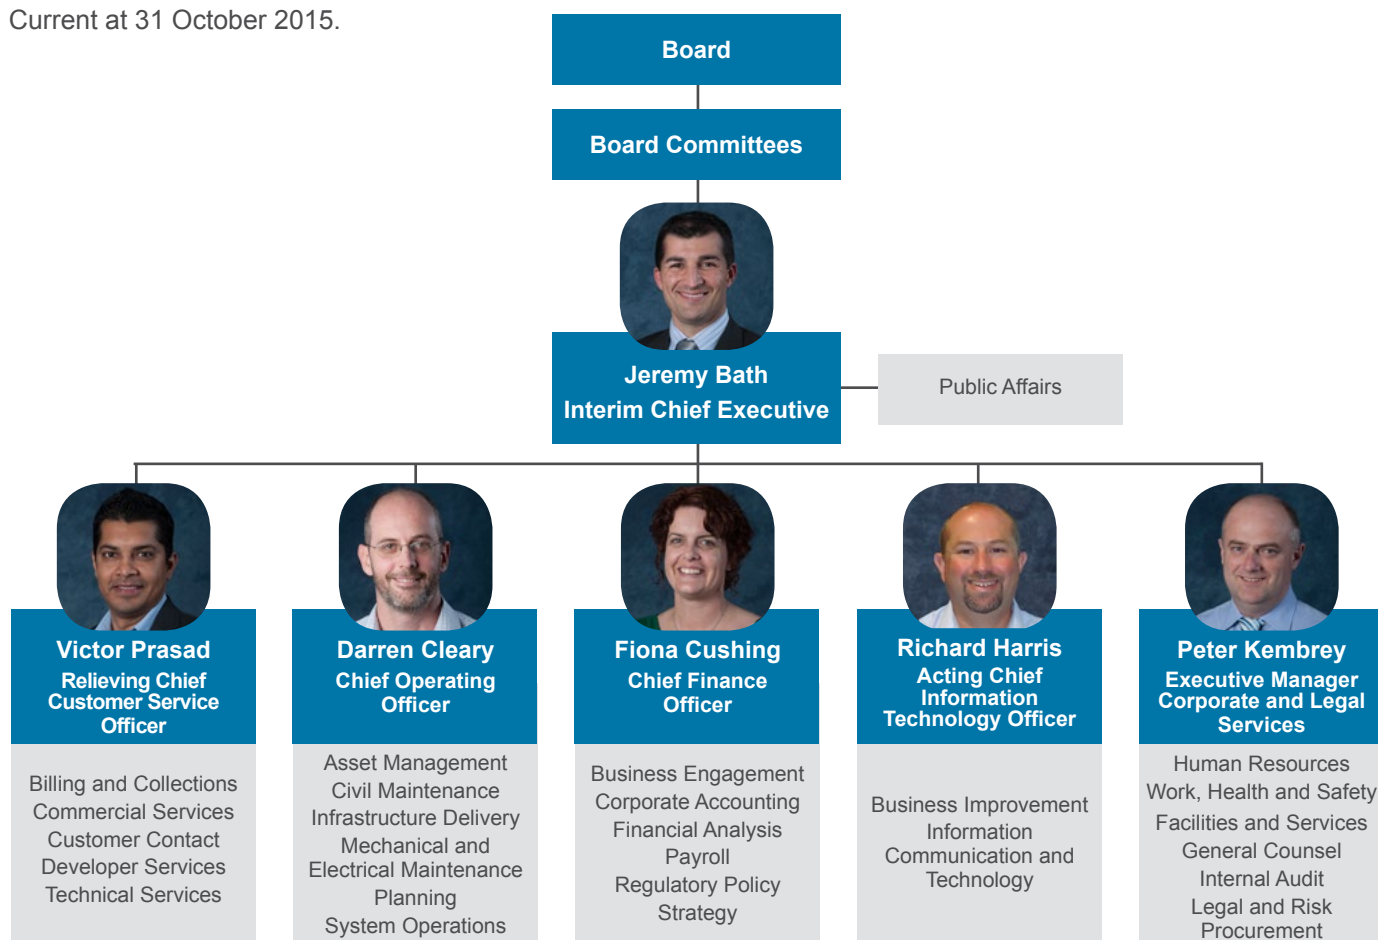 Current at 31 October 2015.
Board
Board Committees
Jeremy Bath
Interim Chief Executive
Public Affairs
Victor Prasad
Relieving Chief
Customer Service
Officer
Billing and Collections
Commercial Services
Customer Contact
Developer Services
Technical Services
Darren Cleary
Chief Operating
Officer
Asset Management
Civil Maintenance
Infrastructure Delivery
Mechanical and
Electrical Maintenance
Planning
System Operations
Fiona Cushing
Chief Finance
Officer
Business Engagement
Corporate Accounting
Financial Analysis
Payroll
Regulatory Policy
Strategy
Richard Harris
Acting Chief
Information
Technology Officer
Business Improvement
Information
Communication and
Technology
Peter Kembrey
Executive Manager
Corporate and Legal
Services
Human Resources
Work, Health and Safety
Facilities and Services
General Counsel
Internal Audit
Legal and Risk
Procurement